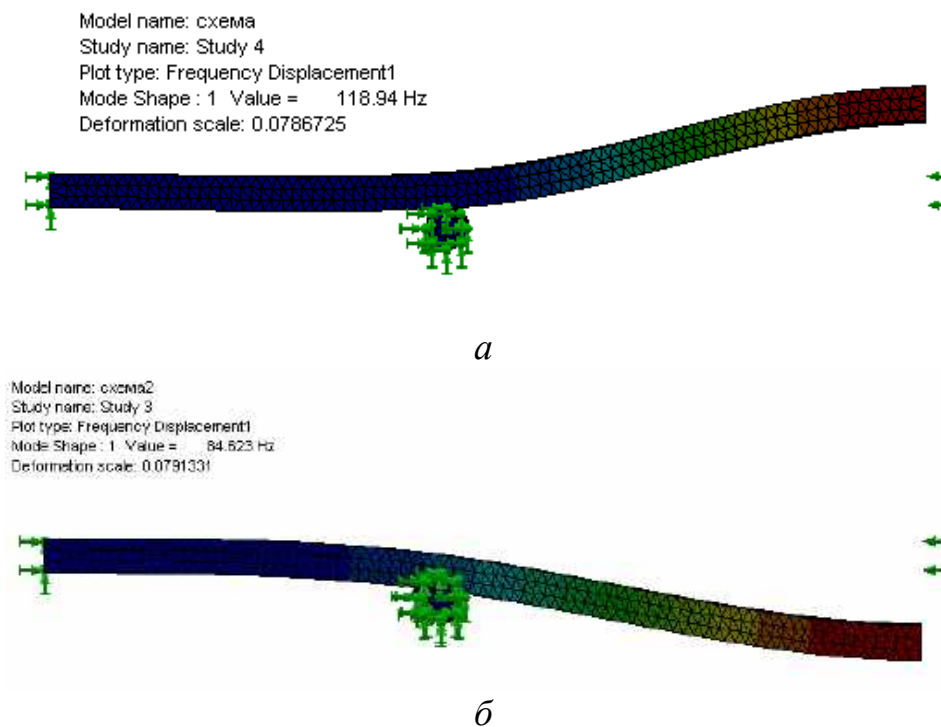 Model name: схема
Study name: Study 4
Plot type: Frequency Displacement1
Mode Shape : 1 Value = 118.94 Hz
Deformation scale: 0.0786725
а
Model name: схема2
Study name: Study 3
Plot type: Frequency Displacement1
Mode Shape : 1 Value = 84.623 Hz
Deformation scale: 0.0791331
б